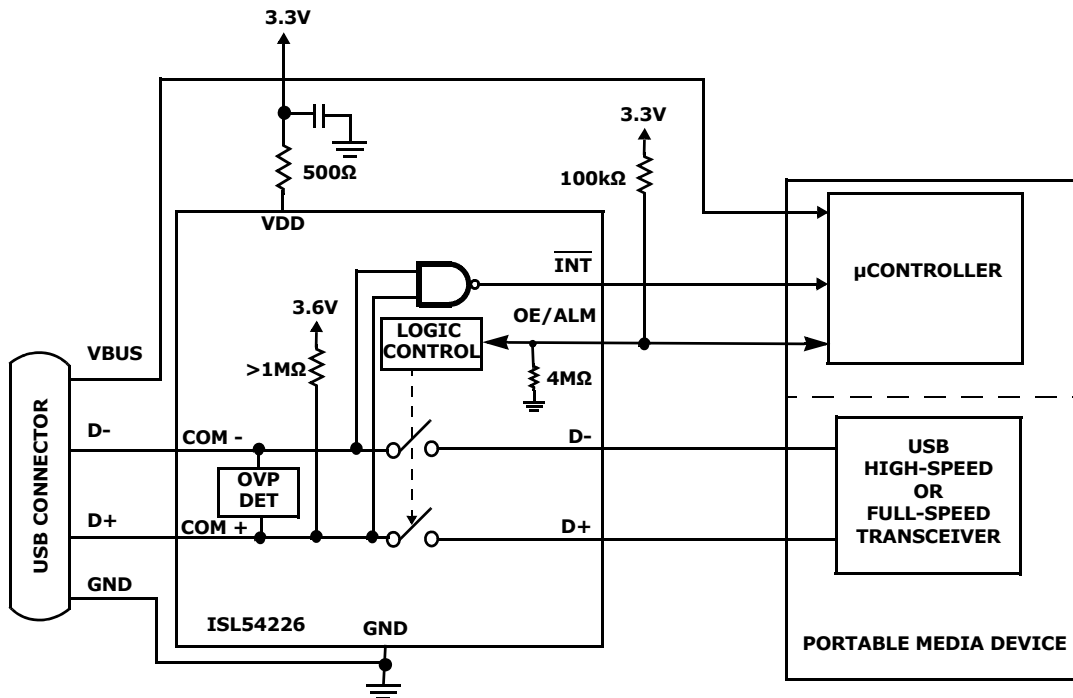 3.3V
500Ω
VDD
3.3V
100kΩ
INT
µCONTROLLER
OE/ALM
3.6V
LOGIC
CONTROL
>1MΩ
4MΩ
USB CONNECTOR
VBUS
D-
COM -
D-
OVP
DET
D+
COM +
D+
USB
HIGH-SPEED
OR
FULL-SPEED
TRANSCEIVER
GND
ISL54226
GND
PORTABLE MEDIA DEVICE